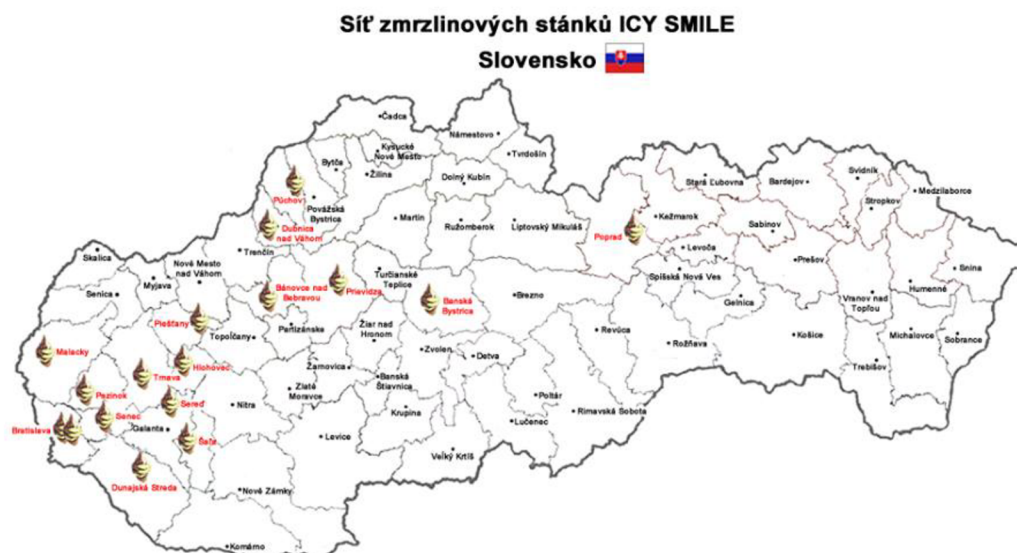 Síť zmrzlinových stánků ICY SMILE
Slovensko
Čadca
Námestovo
Kysucké
Nové Mesto
Tvrdošín
Bytča
Žilina
Dolný Kubín
Stará Ľubovna
Bardejov
Svidník
Medzilaborce
Stropkov
Púchov
Považská
Bystrica
Martin
Ružomberok
Liptovský Mikuláš
Kežmarok
Sabinov
Dubnica
nad Váhom
Poprad
Levoča
Trenčín
Skalica
Nové Mesto
nad Váhom
Myjava
Senica
Turčianské
Teplice
Spišská Nová Ves
Prešov
Snina
Humenné
Bánovce nad
Bebravou
Prievidza
Banská
Bystrica
Brezno
Gelnica
Vranov nad
Topľou
Piešťany
Topoľčany
Partizánske
Žiar nad
Hronom
Revúca
Košice
Michalovce
Sobrance
Malacky
Zvolen
Detva
Rožňava
Trebišov
Hlohovec
Trnava
Žarnovica
Banská
Štiavnica
Zlaté
Moravce
Pezinok
Sereď
Nitra
Krupina
Poltár
Rimavská Sobota
Senec
Bratislava
Galanta
Šaľa
Levice
Lučenec
Veľký Krtíš
Dunajská Streda
Nové Zámky
Komárno